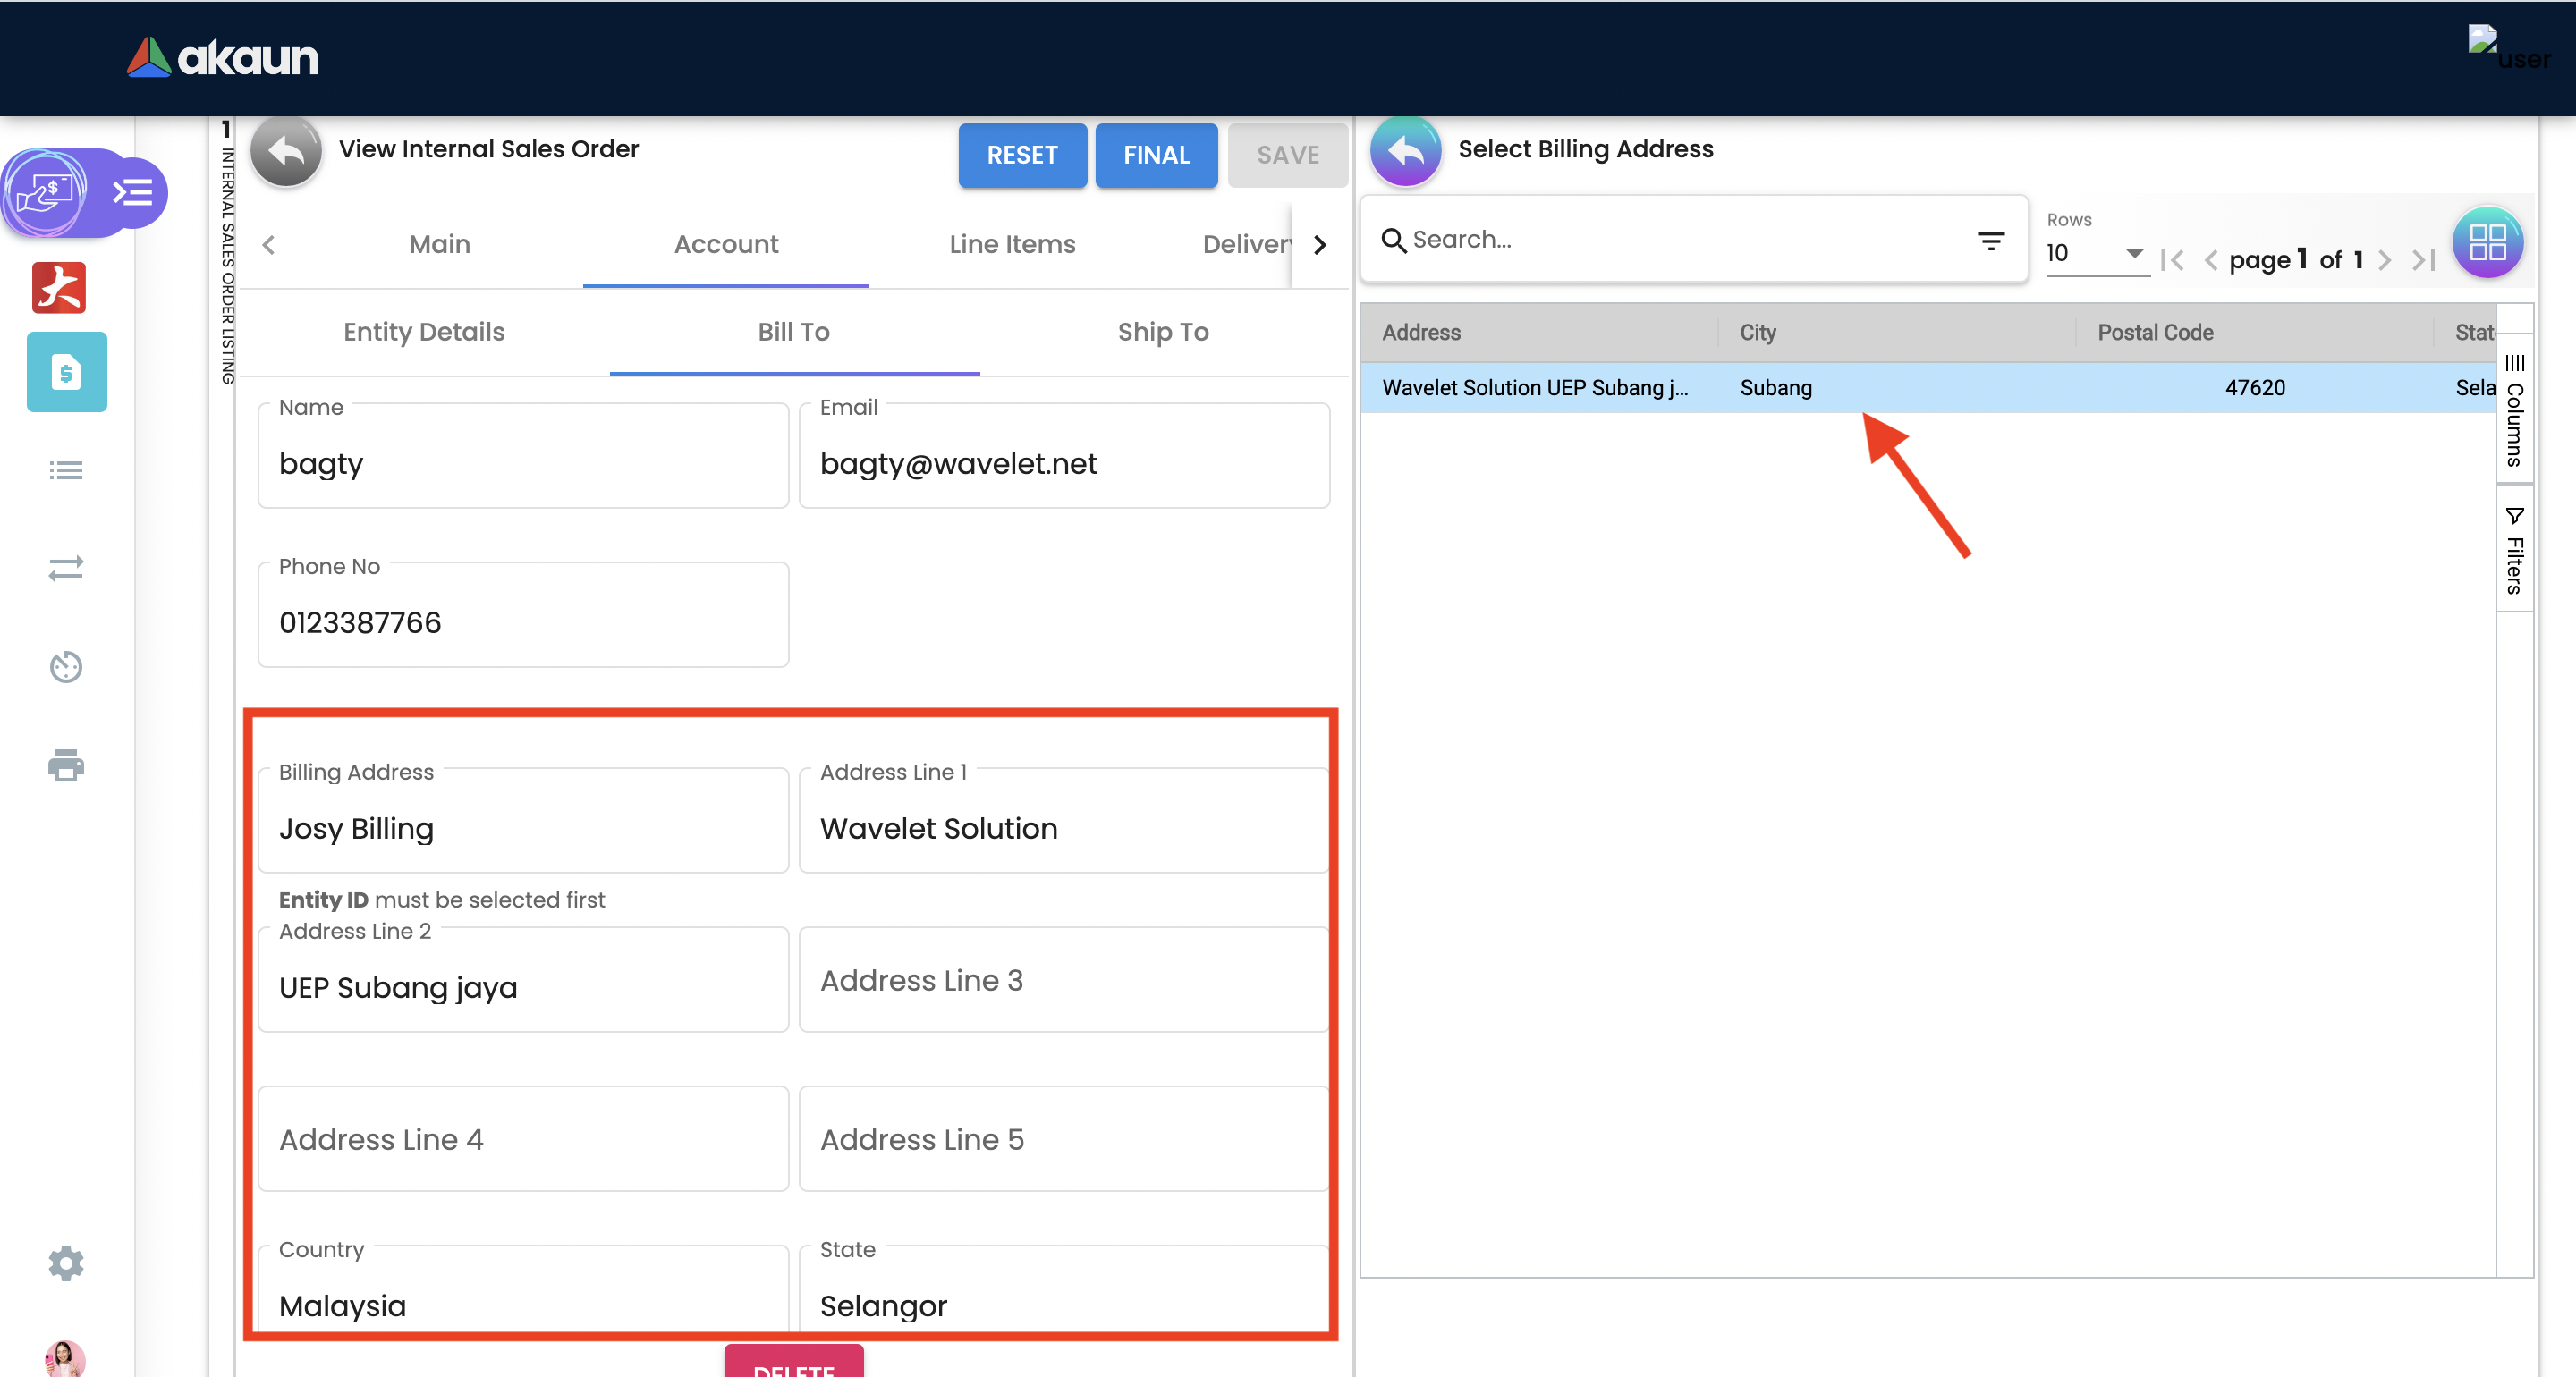 akaun
user
1 INTERNAL SALES ORDER LISTING
View Internal Sales Order
RESET
FINAL
SAVE
Main
Account
Line Items
Delivery
Entity Details
Bill To
Ship To
Name
bagty
Email
bagty@wavelet.net
Phone No
0123387766
Billing Address
Josy Billing
Address Line 1
Wavelet Solution
Entity ID must be selected first
Address Line 2
UEP Subang jaya
Address Line 3
Address Line 4
Address Line 5
Country
Malaysia
State
Selangor
DELETE
Select Billing Address
Search...
Rows
10
page 1 of 1
Address
City
Postal Code
Stat
Wavelet Solution UEP Subang j...
Subang
47620
Sela
Columns
Filters
大